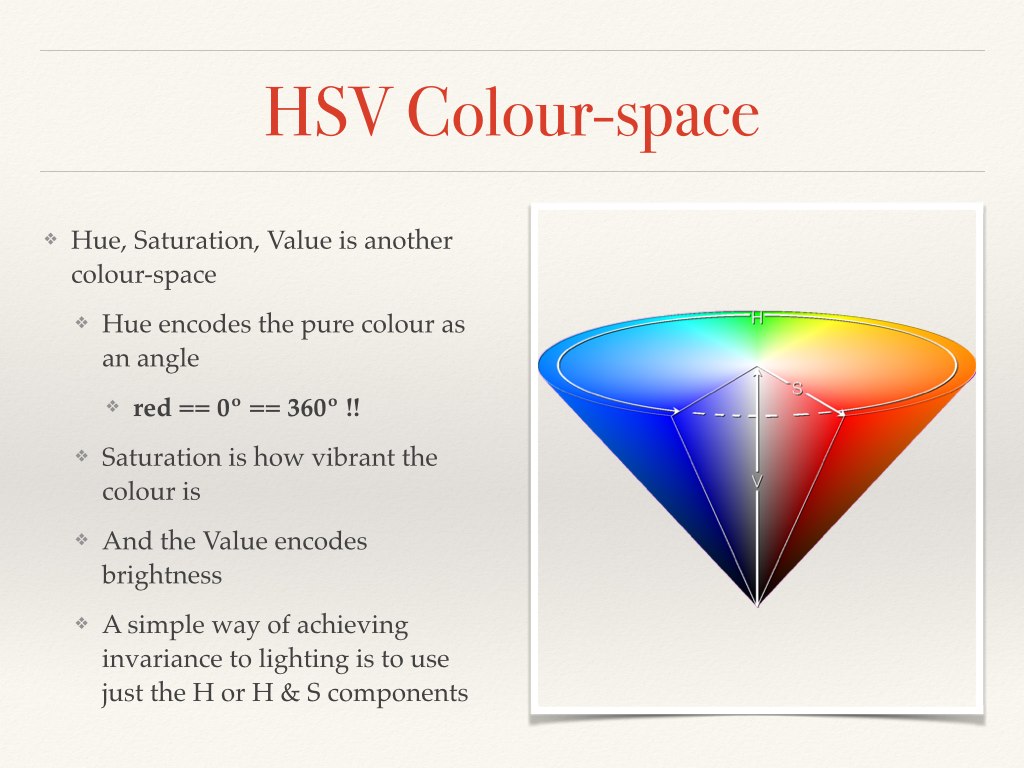 HSV Colour-space
❖ Hue, Saturation, Value is another
colour-space
❖ Hue encodes the pure colour as
an angle
❖ red == 0º == 360º !!
❖ Saturation is how vibrant the
colour is
❖ And the Value encodes
brightness
❖ A simple way of achieving
invariance to lighting is to use
just the H or H & S components
H
S
V